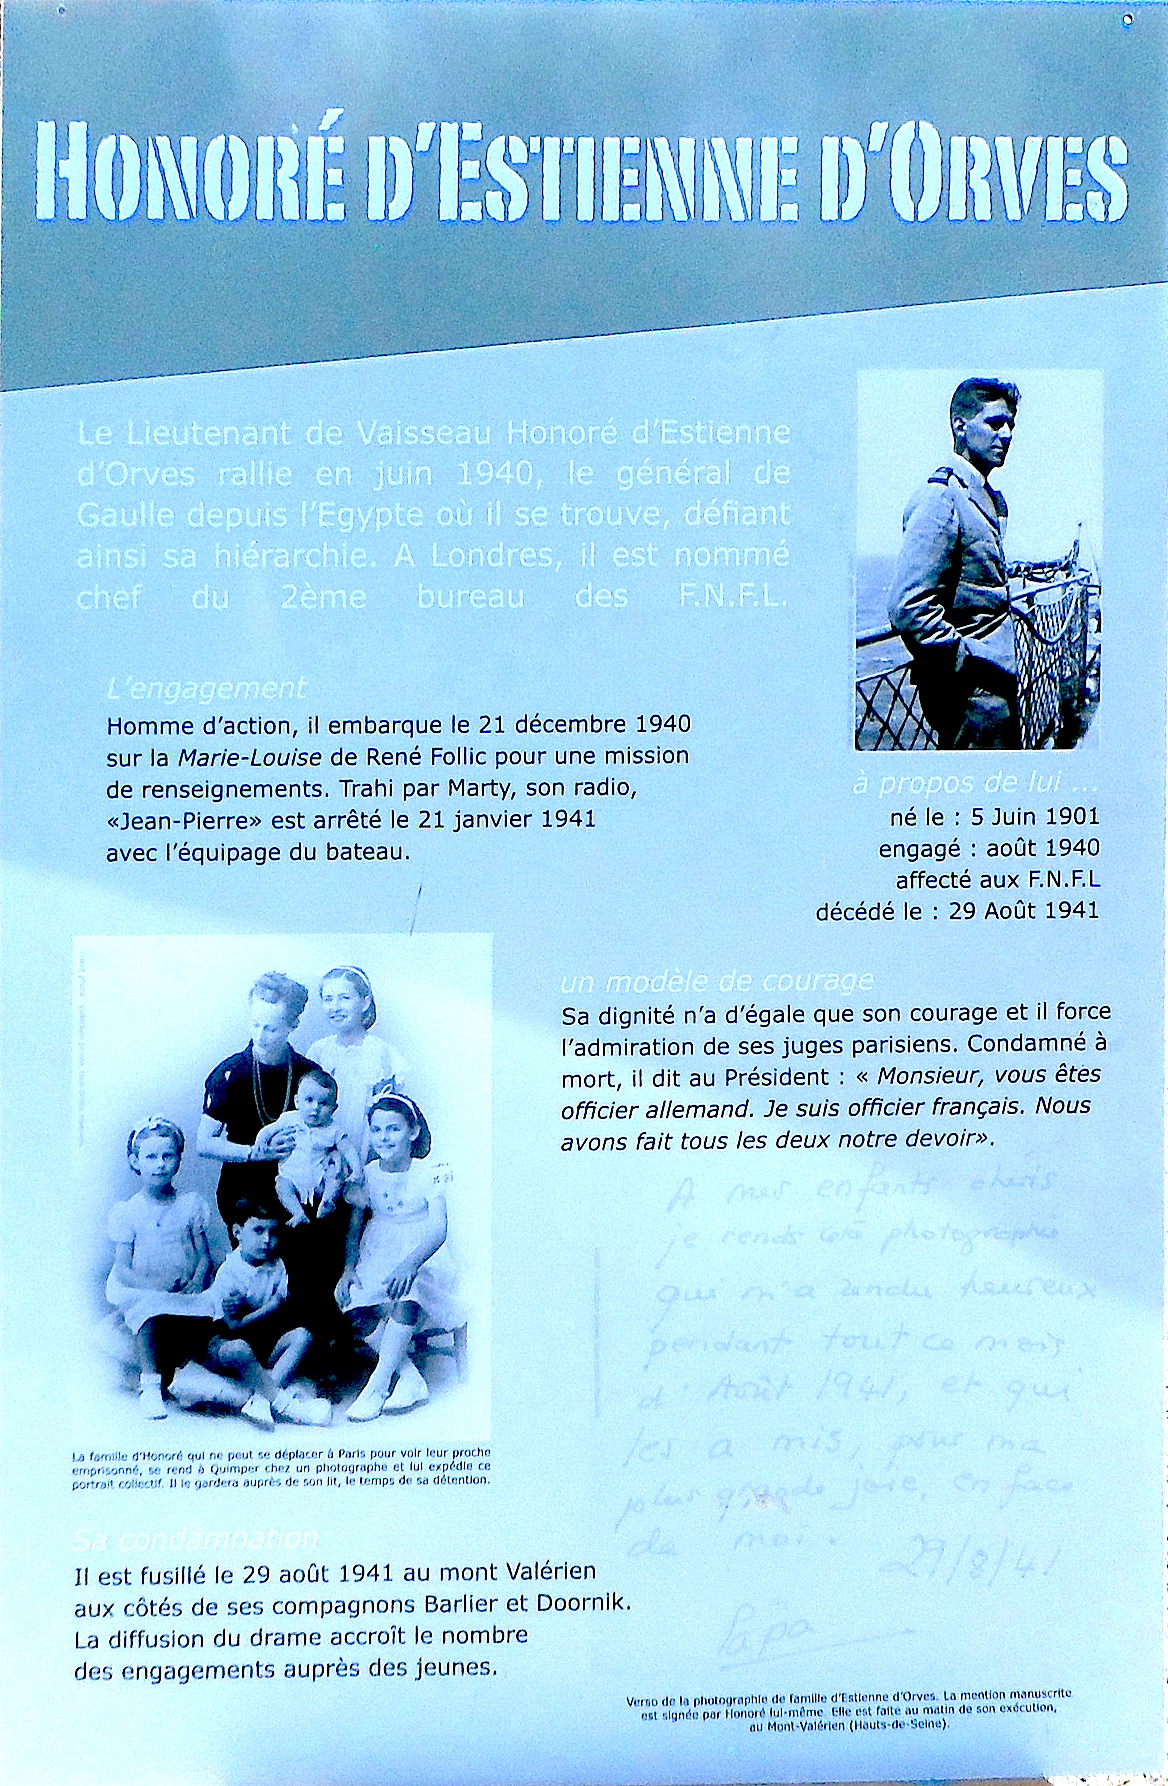 HONORÉ D'ESTIENNE D'ORVES
Le Lieutenant de Vaisseau Honoré d'Estienne
d'Orves rallie en juin 1940, le général de
Gaulle depuis l'Egypte où il se trouve, défiant
ainsi sa hiérarchie. A Londres, il est nommé
chef du 2ème bureau des F.N.F.L.
L'engagement
Homme d'action, il embarque le 21 décembre 1940
sur la Marie-Louise de René Follic pour une mission
de renseignements. Trahi par Marty, son radio,
«Jean-Pierre» est arrêté le 21 janvier 1941
avec l'équipage du bateau.
à propos de lui ...
né le : 5 Juin 1901
engagé : août 1940
affecté aux F.N.F.L
décédé le : 29 Août 1941
un modèle de courage
Sa dignité n'a d'égale que son courage et il force
l'admiration de ses juges parisiens. Condamné à
mort, il dit au Président : « Monsieur, vous êtes
officier allemand. Je suis officier français. Nous
avons fait tous les deux notre devoir».
A mes enfants chéris
je rends cette photographie
qui m'a rendu heureux
pendant tout ce mois
d'Août 1941, et qui
les a mis pour ma
plus grande joie, en face
de moi.
29/8/41
Papa
La famille d'Honoré qui ne peut se déplacer à Paris pour voir leur proche
emprisonné, se rend à Quimper chez un photographe et lui expédie ce
portrait collectif. Il le gardera auprès de son lit, le temps de sa détention.
Sa condamnation
Il est fusillé le 29 août 1941 au mont Valérien
aux côtés de ses compagnons Barlier et Doornik.
La diffusion du drame accroît le nombre
des engagements auprès des jeunes.
Verso de la photographie de famille d'Estienne d'Orves. La mention manuscrite
est signée par Honoré lui-même. Elle est faite au matin de son exécution,
au Mont-Valérien (Hauts-de-Seine).